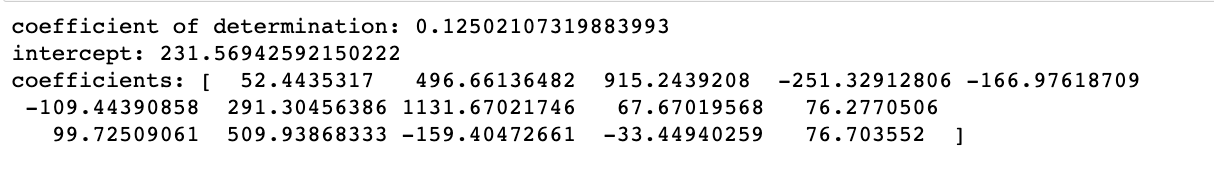 coefficient of determination: 0.12502107319883993
intercept: 231.56942592150222
coefficients: [   52.4435317   496.66136482  915.2439208  -251.32912806 -166.97618709
 -109.44390858  291.30456386 1131.67021746   67.67019568   76.2770506
   99.72509061  509.93868333 -159.40472661  -33.44940259   76.703552  ]